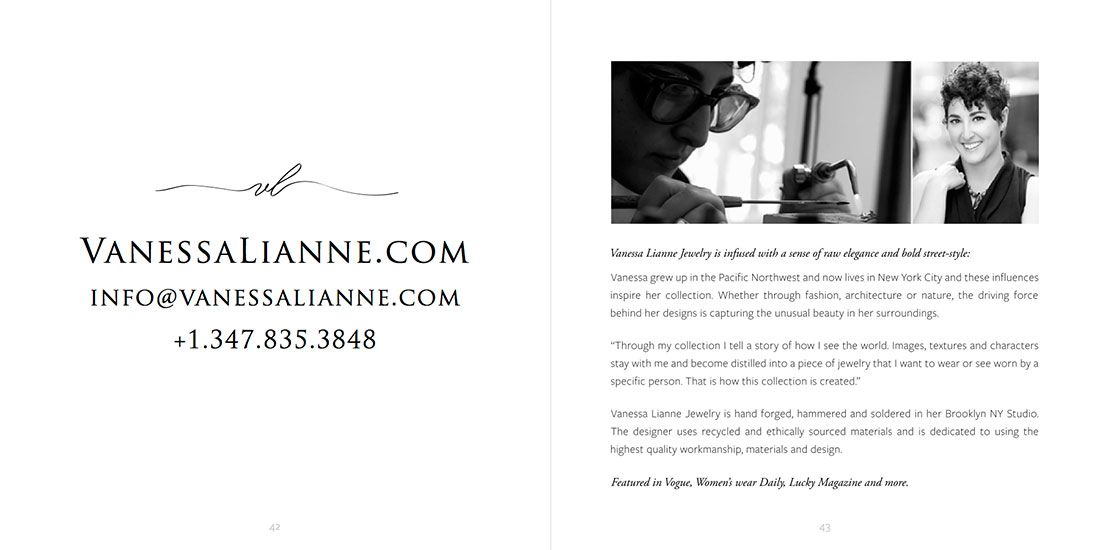 vl
VanessaLianne.com
info@vanessalianne.com
+1.347.835.3848
42
Vanessa Lianne Jewelry is infused with a sense of raw elegance and bold street-style:
Vanessa grew up in the Pacific Northwest and now lives in New York City and these influences
inspire her collection. Whether through fashion, architecture or nature, the driving force
behind her designs is capturing the unusual beauty in her surroundings.
“Through my collection I tell a story of how I see the world. Images, textures and characters
stay with me and become distilled into a piece of jewelry that I want to wear or see worn by a
specific person. That is how this collection is created.”
Vanessa Lianne Jewelry is hand forged, hammered and soldered in her Brooklyn NY Studio.
The designer uses recycled and ethically sourced materials and is dedicated to using the
highest quality workmanship, materials and design.
Featured in Vogue, Women’s wear Daily, Lucky Magazine and more.
43